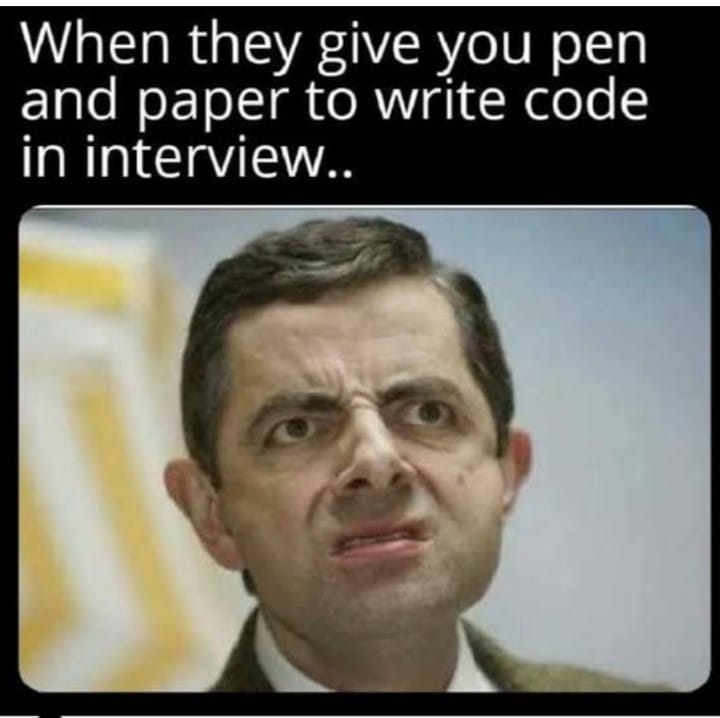 When they give you pen
and paper to write code
in interview..